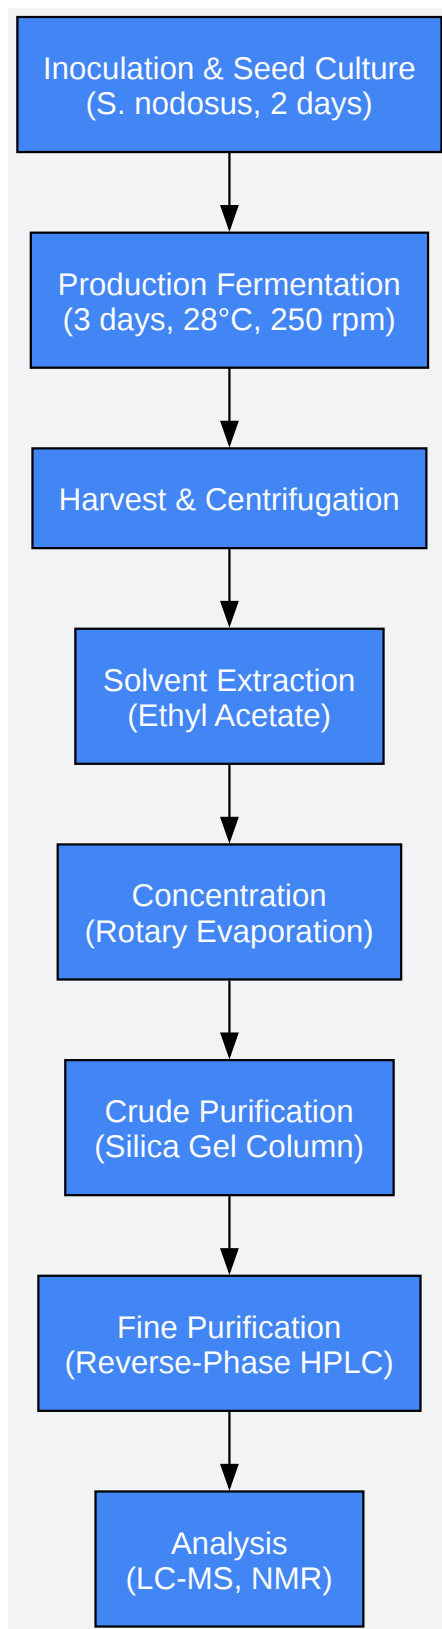 Inoculation & Seed Culture
(S. nodosus, 2 days)
Production Fermentation
(3 days, 28°C, 250 rpm)
Harvest & Centrifugation
Solvent Extraction
(Ethyl Acetate)
Concentration
(Rotary Evaporation)
Crude Purification
(Silica Gel Column)
Fine Purification
(Reverse-Phase HPLC)
Analysis
(LC-MS, NMR)